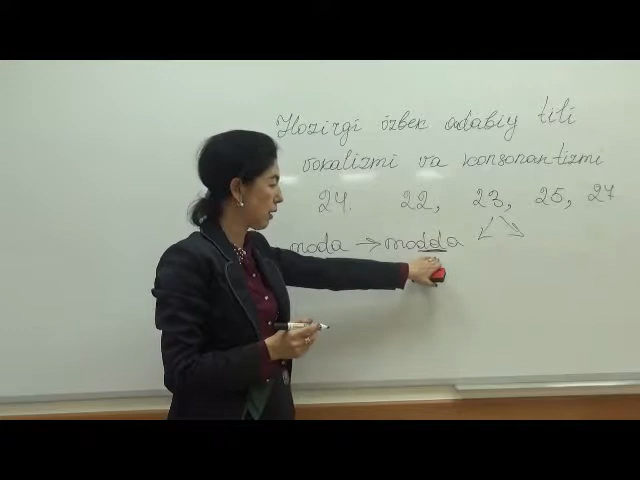 Hozirgi özbek adabiy tili
vokalizmi va konsonantizmi
24. 22, 23, 25, 27
moda → modda